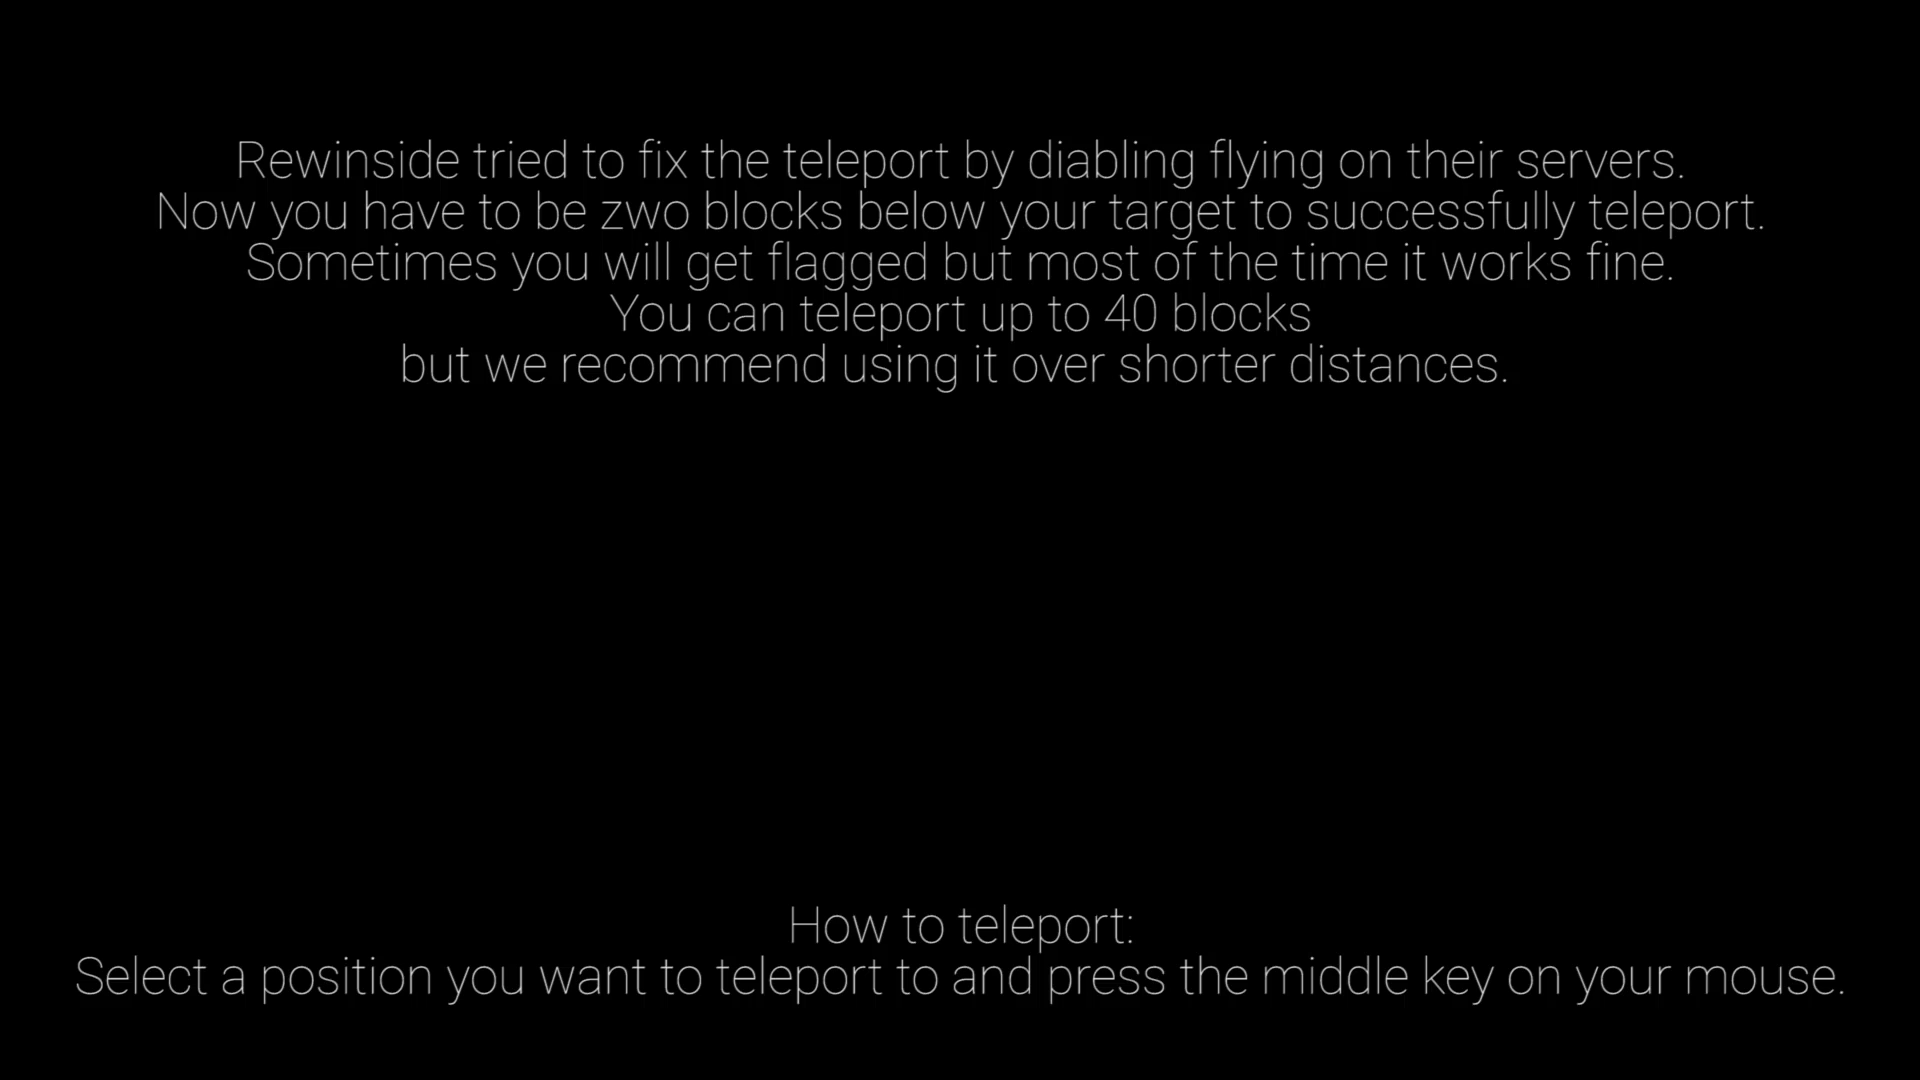 Rewinside tried to fix the teleport by diabling flying on their servers.
Now you have to be zwo blocks below your target to successfully teleport.
Sometimes you will get flagged but most of the time it works fine.
You can teleport up to 40 blocks
but we recommend using it over shorter distances.
How to teleport:
Select a position you want to teleport to and press the middle key on your mouse.